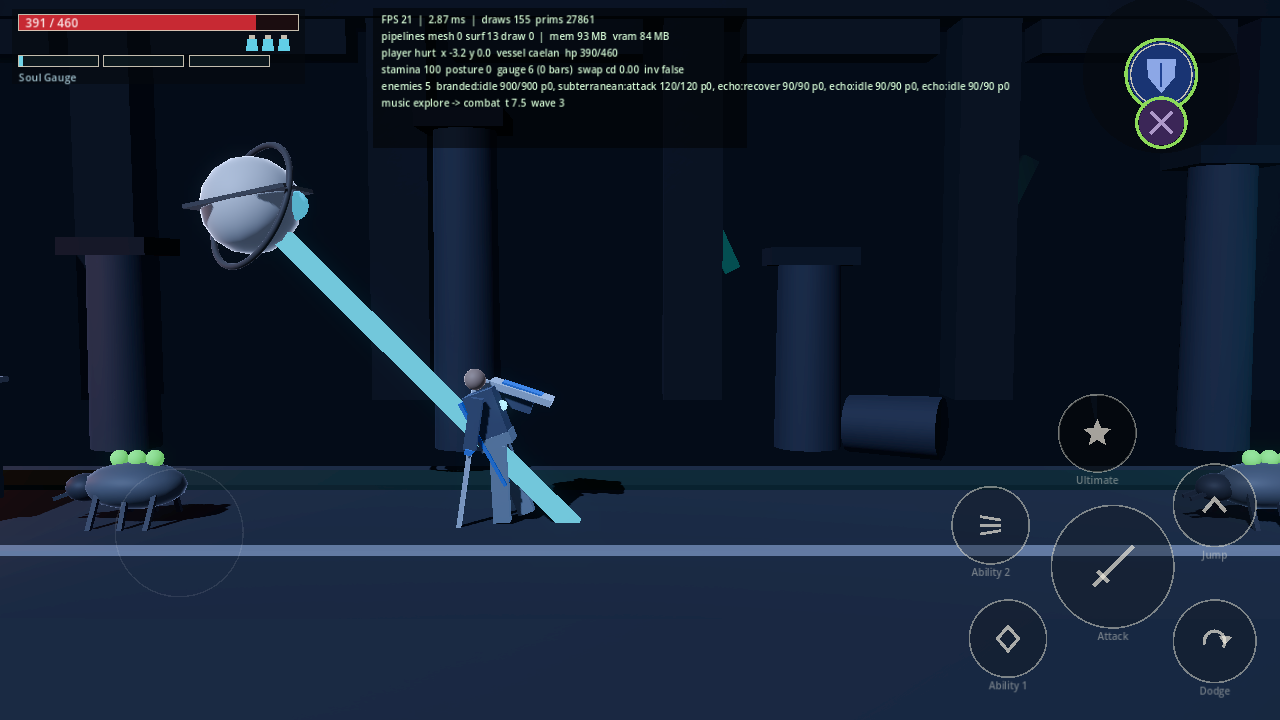 391 / 460
Soul Gauge
FPS 21 | 2.87 ms | draws 155 prims 27861
pipelines mesh 0 surf 13 draw 0 | mem 93 MB vram 84 MB
player hurt x -3.2 y 0.0 vessel caelan hp 390/460
stamina 100 posture 0 gauge 6 (0 bars) swap cd 0.00 inv false
enemies 5 branded:idle 900/900 p0, subterranean:attack 120/120 p0, echo:recover 90/90 p0, echo:idle 90/90 p0, echo:idle 90/90 p0
music explore -> combat t 7.5 wave 3
Ultimate
Ability 2
Jump
Attack
Ability 1
Dodge